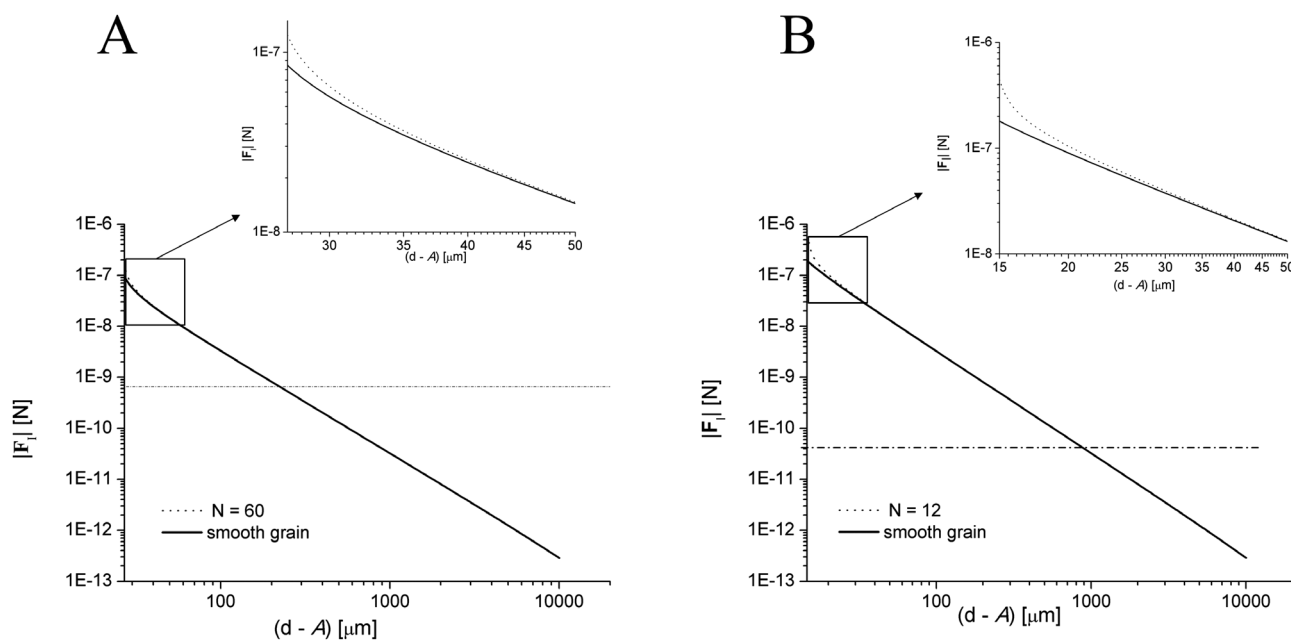 A
1E-7
|F_l| [N]
1E-8
30 35 40 45 50
(d - A) [μm]
1E-6
1E-7
1E-8
1E-9
1E-10
1E-11
1E-12
1E-13
|F_l| [N]
N = 60
smooth grain
100 1000 10000
(d - A) [μm]
B
1E-6
1E-7
1E-8
|F_l| [N]
15 20 25 30 35 40 45 50
(d - A) [μm]
1E-6
1E-7
1E-8
1E-9
1E-10
1E-11
1E-12
1E-13
|F_l| [N]
N = 12
smooth grain
100 1000 10000
(d - A) [μm]